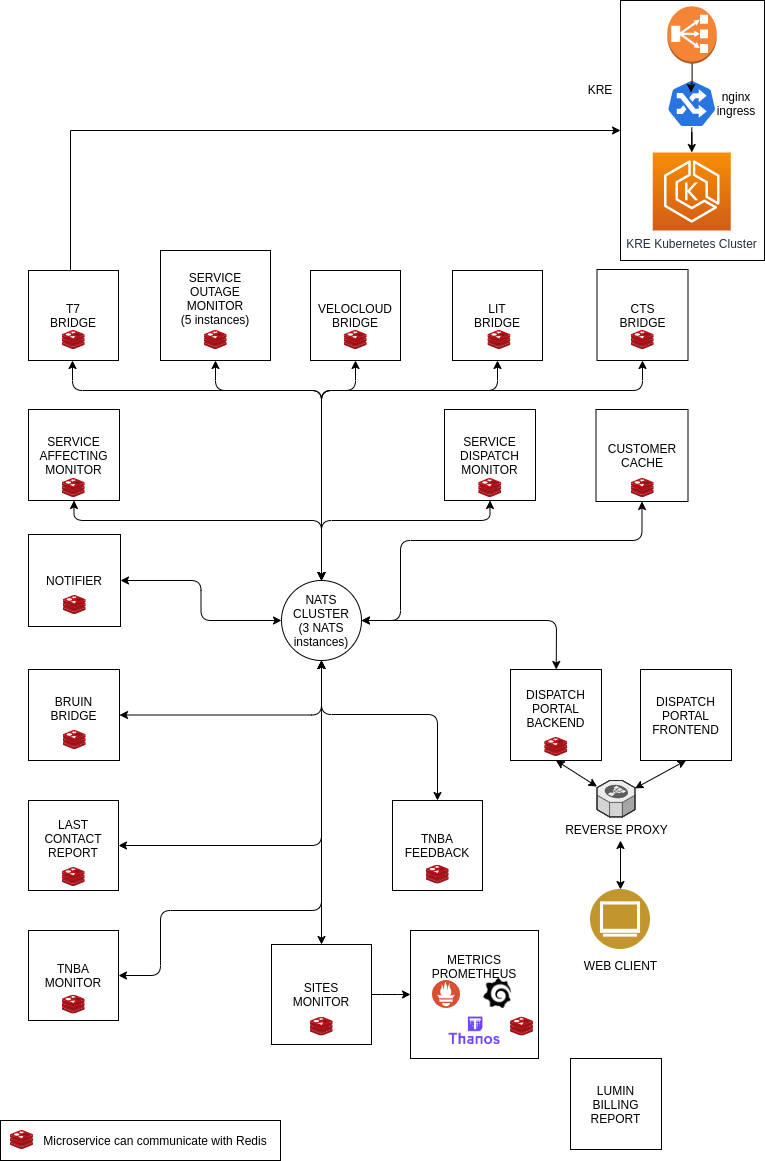 KRE
nginx
ingress
KRE Kubernetes Cluster
T7
BRIDGE
SERVICE
OUTAGE
MONITOR
(5 instances)
VELOCLOUD
BRIDGE
LIT
BRIDGE
CTS
BRIDGE
SERVICE
AFFECTING
MONITOR
SERVICE
DISPATCH
MONITOR
CUSTOMER
CACHE
NOTIFIER
NATS
CLUSTER
(3 NATS
instances)
BRUIN
BRIDGE
DISPATCH
PORTAL
BACKEND
DISPATCH
PORTAL
FRONTEND
REVERSE PROXY
LAST
CONTACT
REPORT
TNBA
FEEDBACK
WEB CLIENT
TNBA
MONITOR
SITES
MONITOR
METRICS
PROMETHEUS
Thanos
LUMIN
BILLING
REPORT
Microservice can communicate with Redis